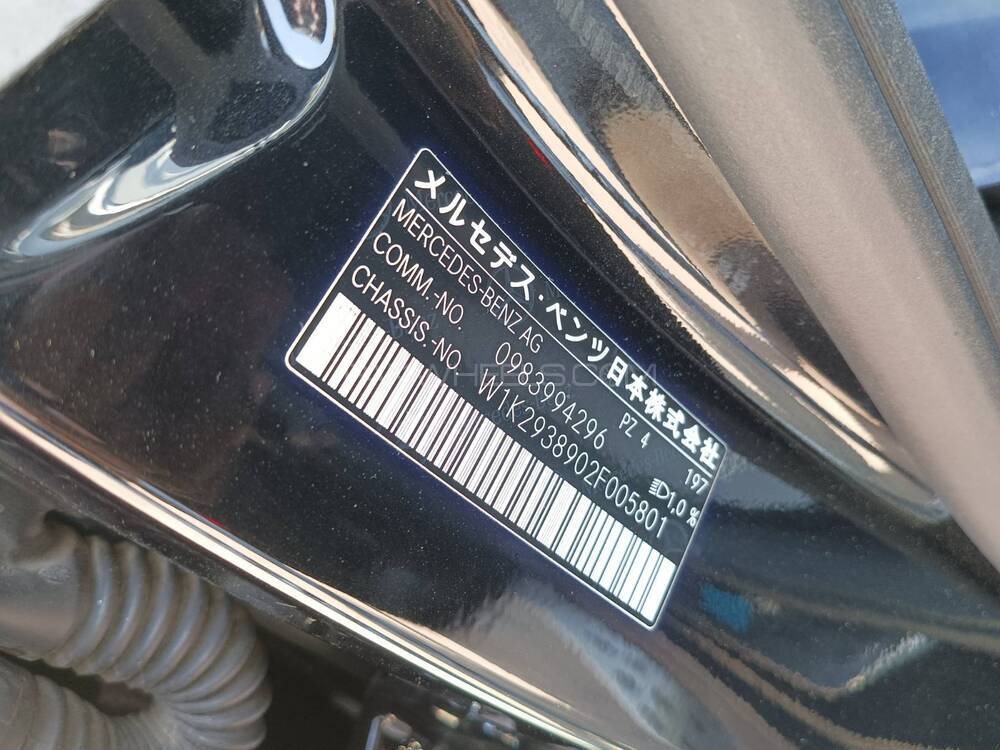 メルセデス・ベンツ日本株式会社
MERCEDES-BENZ AG PZ 4 197
COMM.-NO. 0983994296 1,0 %
CHASSIS.-NO. W1K2938902F005801